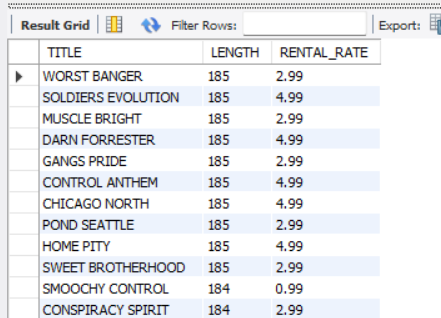 Result Grid Filter Rows: Export:
TITLE LENGTH RENTAL_RATE
WORST BANGER 185 2.99
SOLDIERS EVOLUTION 185 4.99
MUSCLE BRIGHT 185 2.99
DARN FORRESTER 185 4.99
GANGS PRIDE 185 2.99
CONTROL ANTHEM 185 4.99
CHICAGO NORTH 185 4.99
POND SEATTLE 185 2.99
HOME PITY 185 4.99
SWEET BROTHERHOOD 185 2.99
SMOOCHY CONTROL 184 0.99
CONSPIRACY SPIRIT 184 2.99